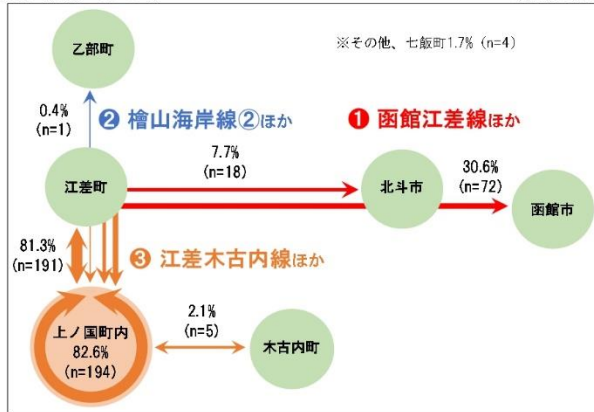 乙部町
※その他、七飯町1.7% (n=4)
0.4%
(n=1)
❷ 檜山海岸線②ほか
❶ 函館江差線ほか
7.7%
(n=18)
30.6%
(n=72)
江差町
北斗市
函館市
81.3%
(n=191)
❸ 江差木古内線ほか
上ノ国町内
82.6%
(n=194)
2.1%
(n=5)
木古内町